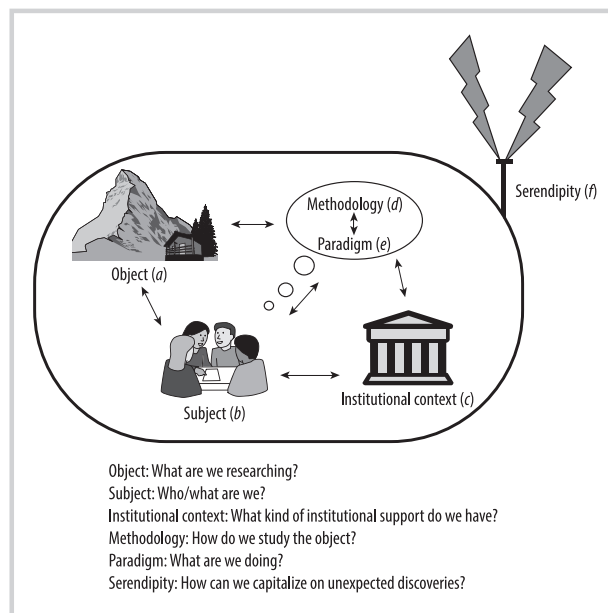 Serendipity (f)
Methodology (d)
Paradigm (e)
Object (a)
Subject (b)
Institutional context (c)
Object: What are we researching?
Subject: Who/what are we?
Institutional context: What kind of institutional support do we have?
Methodology: How do we study the object?
Paradigm: What are we doing?
Serendipity: How can we capitalize on unexpected discoveries?